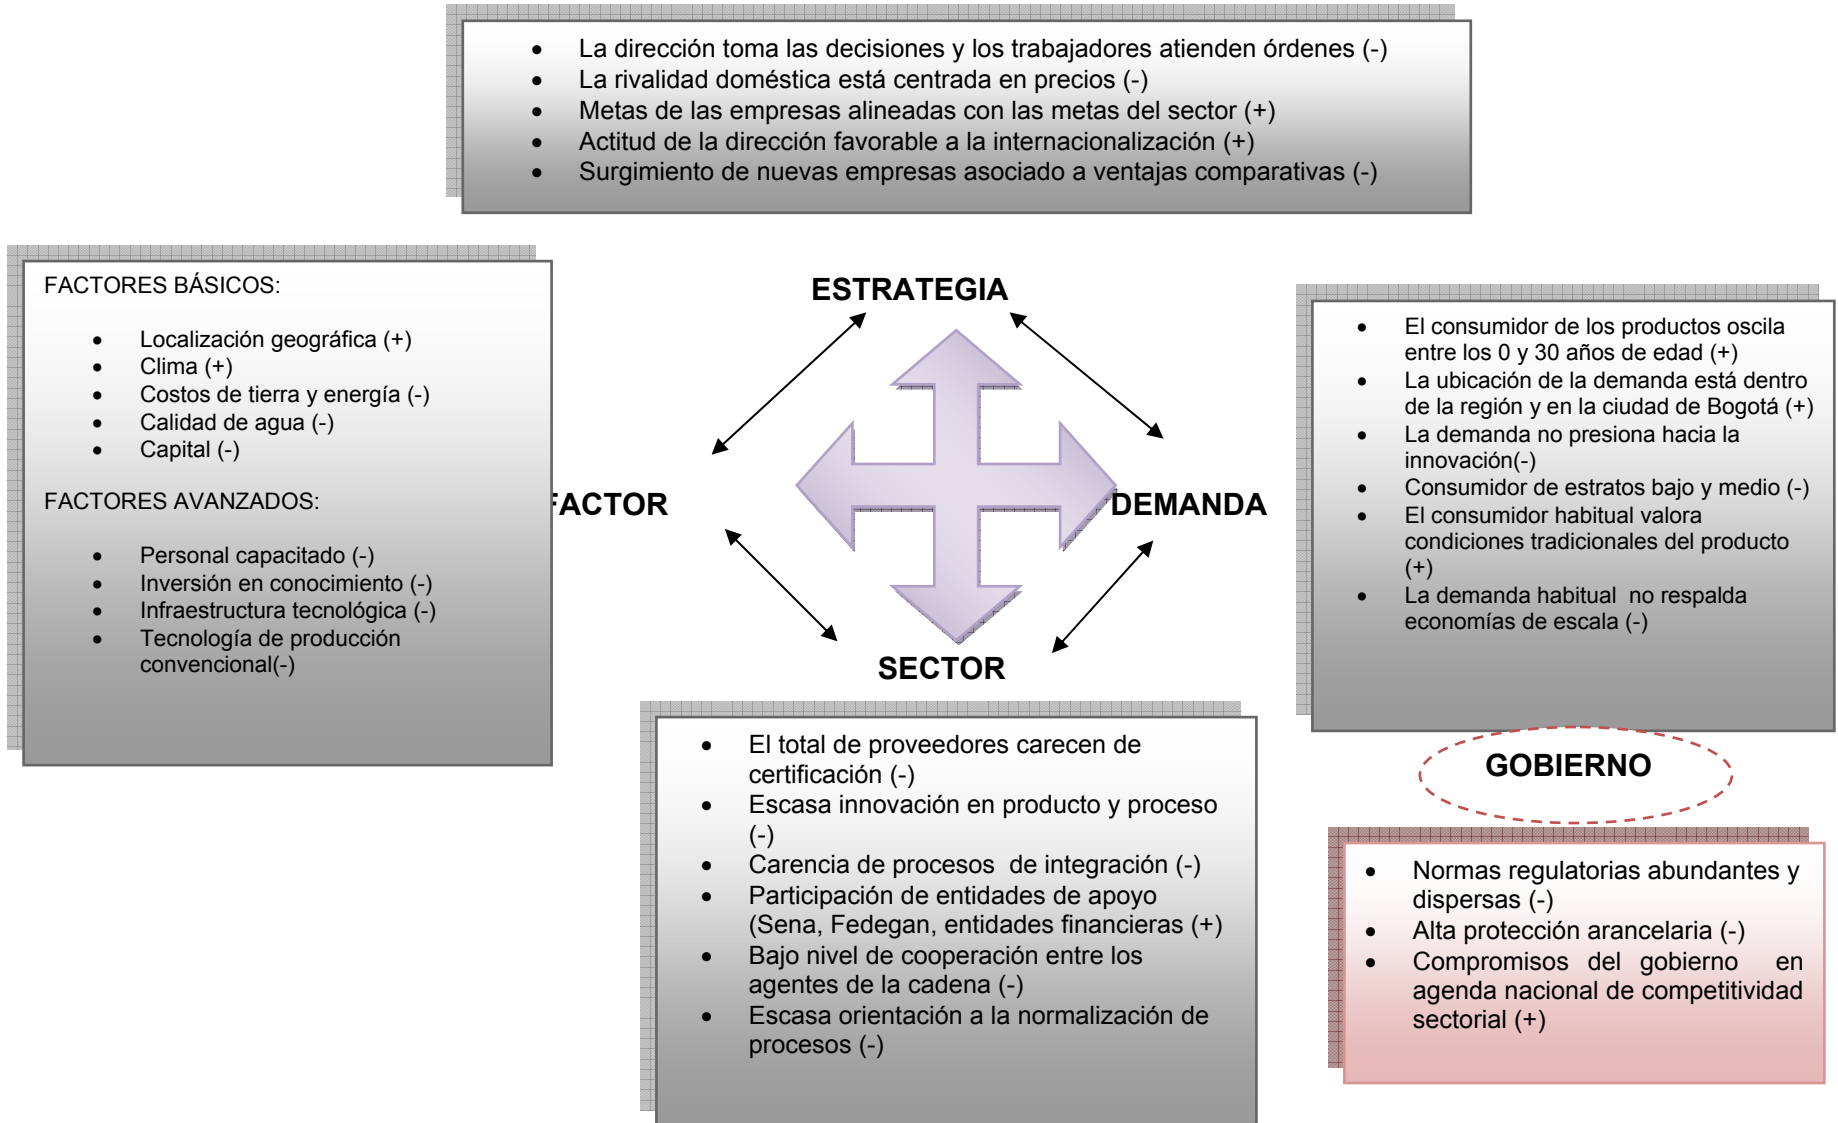 • La dirección toma las decisiones y los trabajadores atienden órdenes (-)
• La rivalidad doméstica está centrada en precios (-)
• Metas de las empresas alineadas con las metas del sector (+)
• Actitud de la dirección favorable a la internacionalización (+)
• Surgimiento de nuevas empresas asociado a ventajas comparativas (-)
FACTORES BÁSICOS:
• Localización geográfica (+)
• Clima (+)
• Costos de tierra y energía (-)
• Calidad de agua (-)
• Capital (-)
FACTORES AVANZADOS:
• Personal capacitado (-)
• Inversión en conocimiento (-)
• Infraestructura tecnológica (-)
• Tecnología de producción
convencional(-)
ESTRATEGIA
FACTOR
DEMANDA
SECTOR
• El consumidor de los productos oscila
entre los 0 y 30 años de edad (+)
• La ubicación de la demanda está dentro
de la región y en la ciudad de Bogotá (+)
• La demanda no presiona hacia la
innovación(-)
• Consumidor de estratos bajo y medio (-)
• El consumidor habitual valora
condiciones tradicionales del producto
(+)
• La demanda habitual no respalda
economías de escala (-)
• El total de proveedores carecen de
certificación (-)
• Escasa innovación en producto y proceso
(-)
• Carencia de procesos de integración (-)
• Participación de entidades de apoyo
(Sena, Fedegan, entidades financieras (+)
• Bajo nivel de cooperación entre los
agentes de la cadena (-)
• Escasa orientación a la normalización de
procesos (-)
GOBIERNO
• Normas regulatorias abundantes y
dispersas (-)
• Alta protección arancelaria (-)
• Compromisos del gobierno en
agenda nacional de competitividad
sectorial (+)